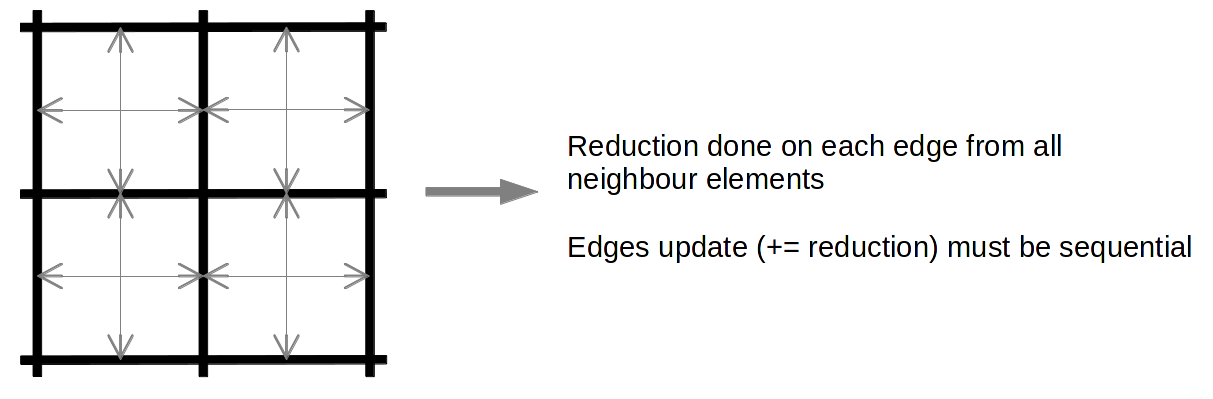 Reduction done on each edge from all
neighbour elements
Edges update (+= reduction) must be sequential